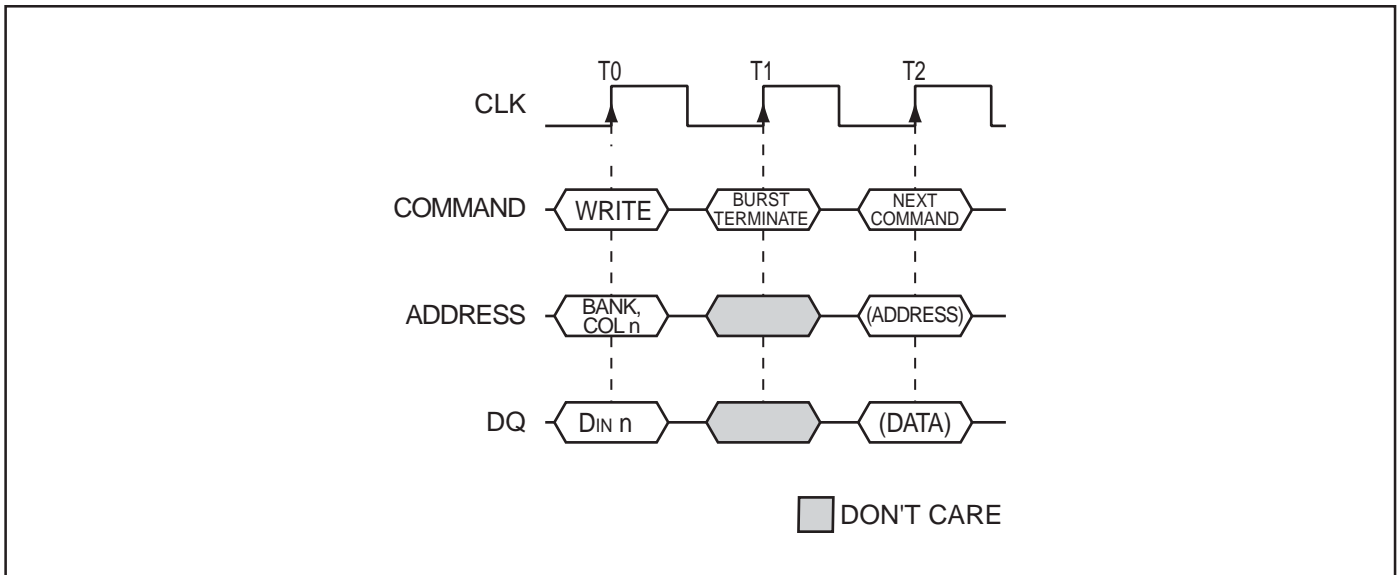 T0 T1 T2
CLK
COMMAND WRITE BURST TERMINATE NEXT COMMAND
ADDRESS BANK, COL n (ADDRESS)
DQ DIN n (DATA)
DON'T CARE